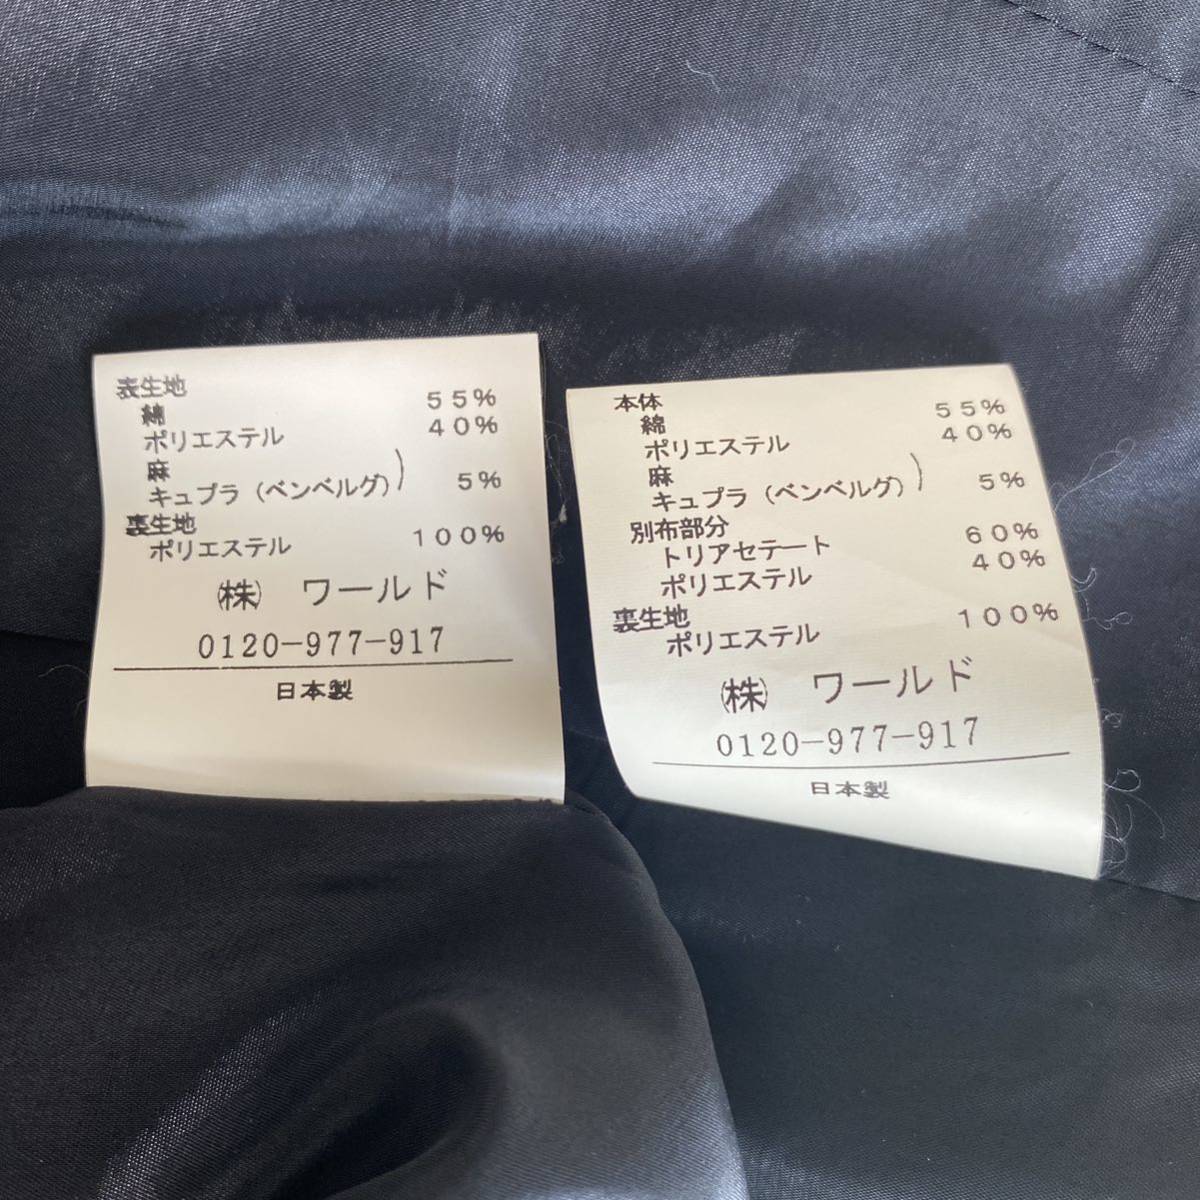 表生地
綿 55%
ポリエステル 40%
麻
キュプラ（ベンベルグ）） 5%
裏生地
ポリエステル 100%
㈱ ワールド
0120-977-917
日本製
本体
綿 55%
ポリエステル 40%
麻
キュプラ（ベンベルグ）） 5%
別布部分
トリアセテート 60%
ポリエステル 40%
裏生地
ポリエステル 100%
㈱ ワールド
0120-977-917
日本製